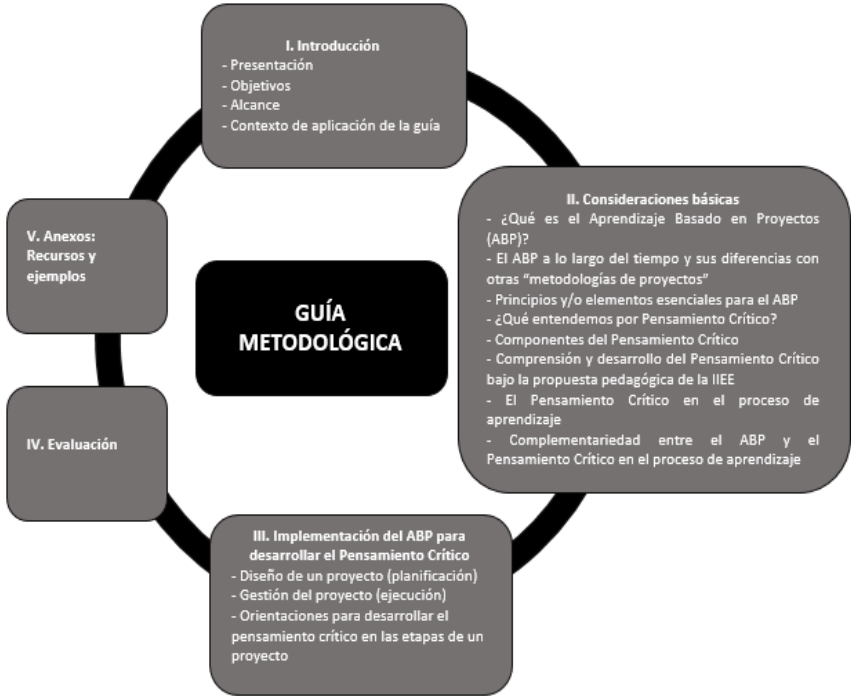 I. Introducción
- Presentación
- Objetivos
- Alcance
- Contexto de aplicación de la guía
II. Consideraciones básicas
- ¿Qué es el Aprendizaje Basado en Proyectos
(ABP)?
- El ABP a lo largo del tiempo y sus diferencias con
otras “metodologías de proyectos”
- Principios y/o elementos esenciales para el ABP
- ¿Qué entendemos por Pensamiento Crítico?
- Componentes del Pensamiento Crítico
- Comprensión y desarrollo del Pensamiento Crítico
bajo la propuesta pedagógica de la IIEE
- El Pensamiento Crítico en el proceso de
aprendizaje
- Complementariedad entre el ABP y el
Pensamiento Crítico en el proceso de aprendizaje
III. Implementación del ABP para
desarrollar el Pensamiento Crítico
- Diseño de un proyecto (planificación)
- Gestión del proyecto (ejecución)
- Orientaciones para desarrollar el
pensamiento crítico en las etapas de un
proyecto
IV. Evaluación
V. Anexos:
Recursos y
ejemplos
GUÍA
METODOLÓGICA